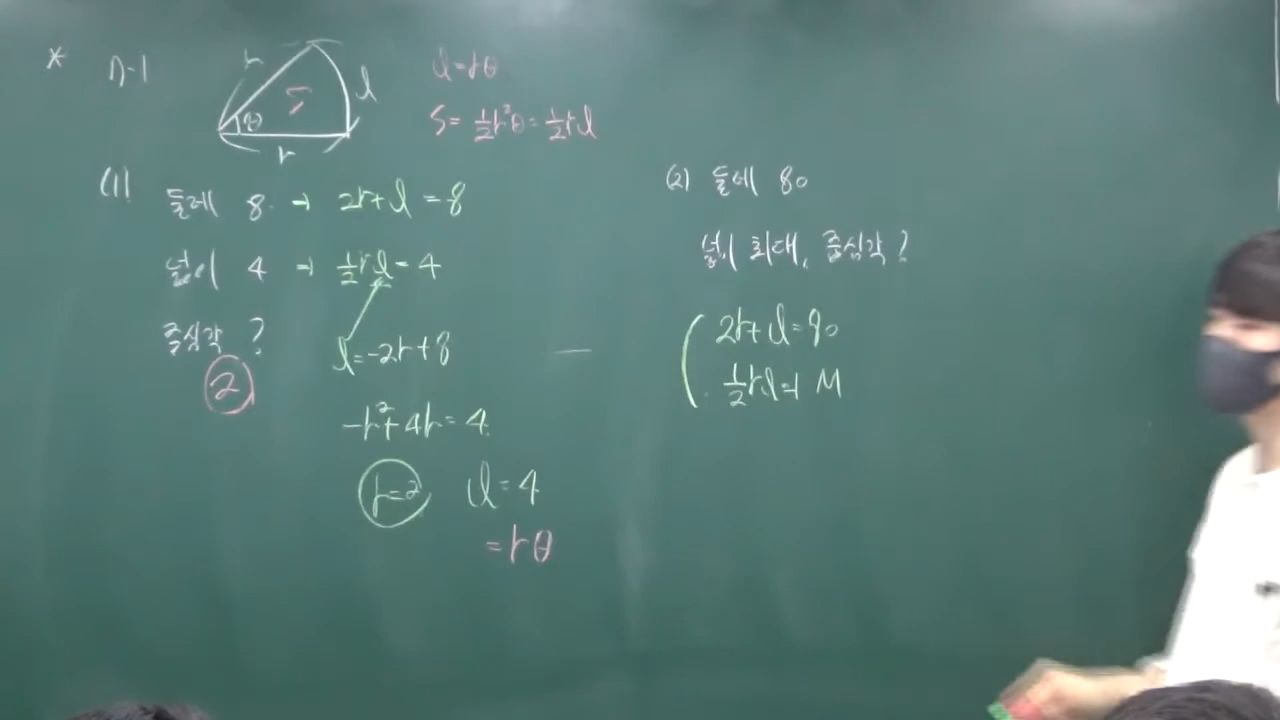 * n-1
r
S
l
θ
r
l=rθ
S=½r²θ=½rl
(1) 둘레 8 → 2r+l=8
넓이 4 → ½rl=4
중심각 ?
②
l=-2r+8
-r²+4r=4
r=2 l=4
=rθ
(2) 둘레 80
넓이 최대, 중심각 ?
2r+l=80
½rl → M